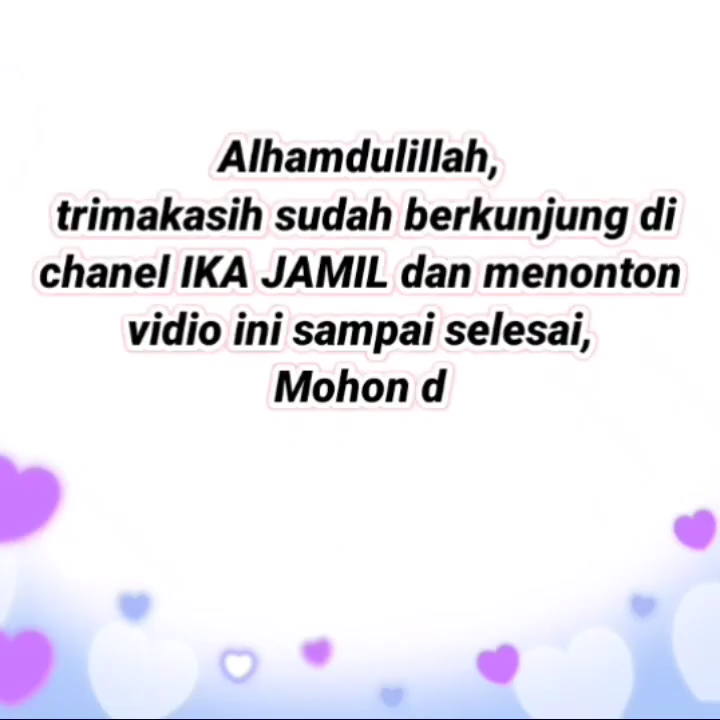 Alhamdulillah,
trimakasih sudah berkunjung di
chanel IKA JAMIL dan menonton
vidio ini sampai selesai,
Mohon d